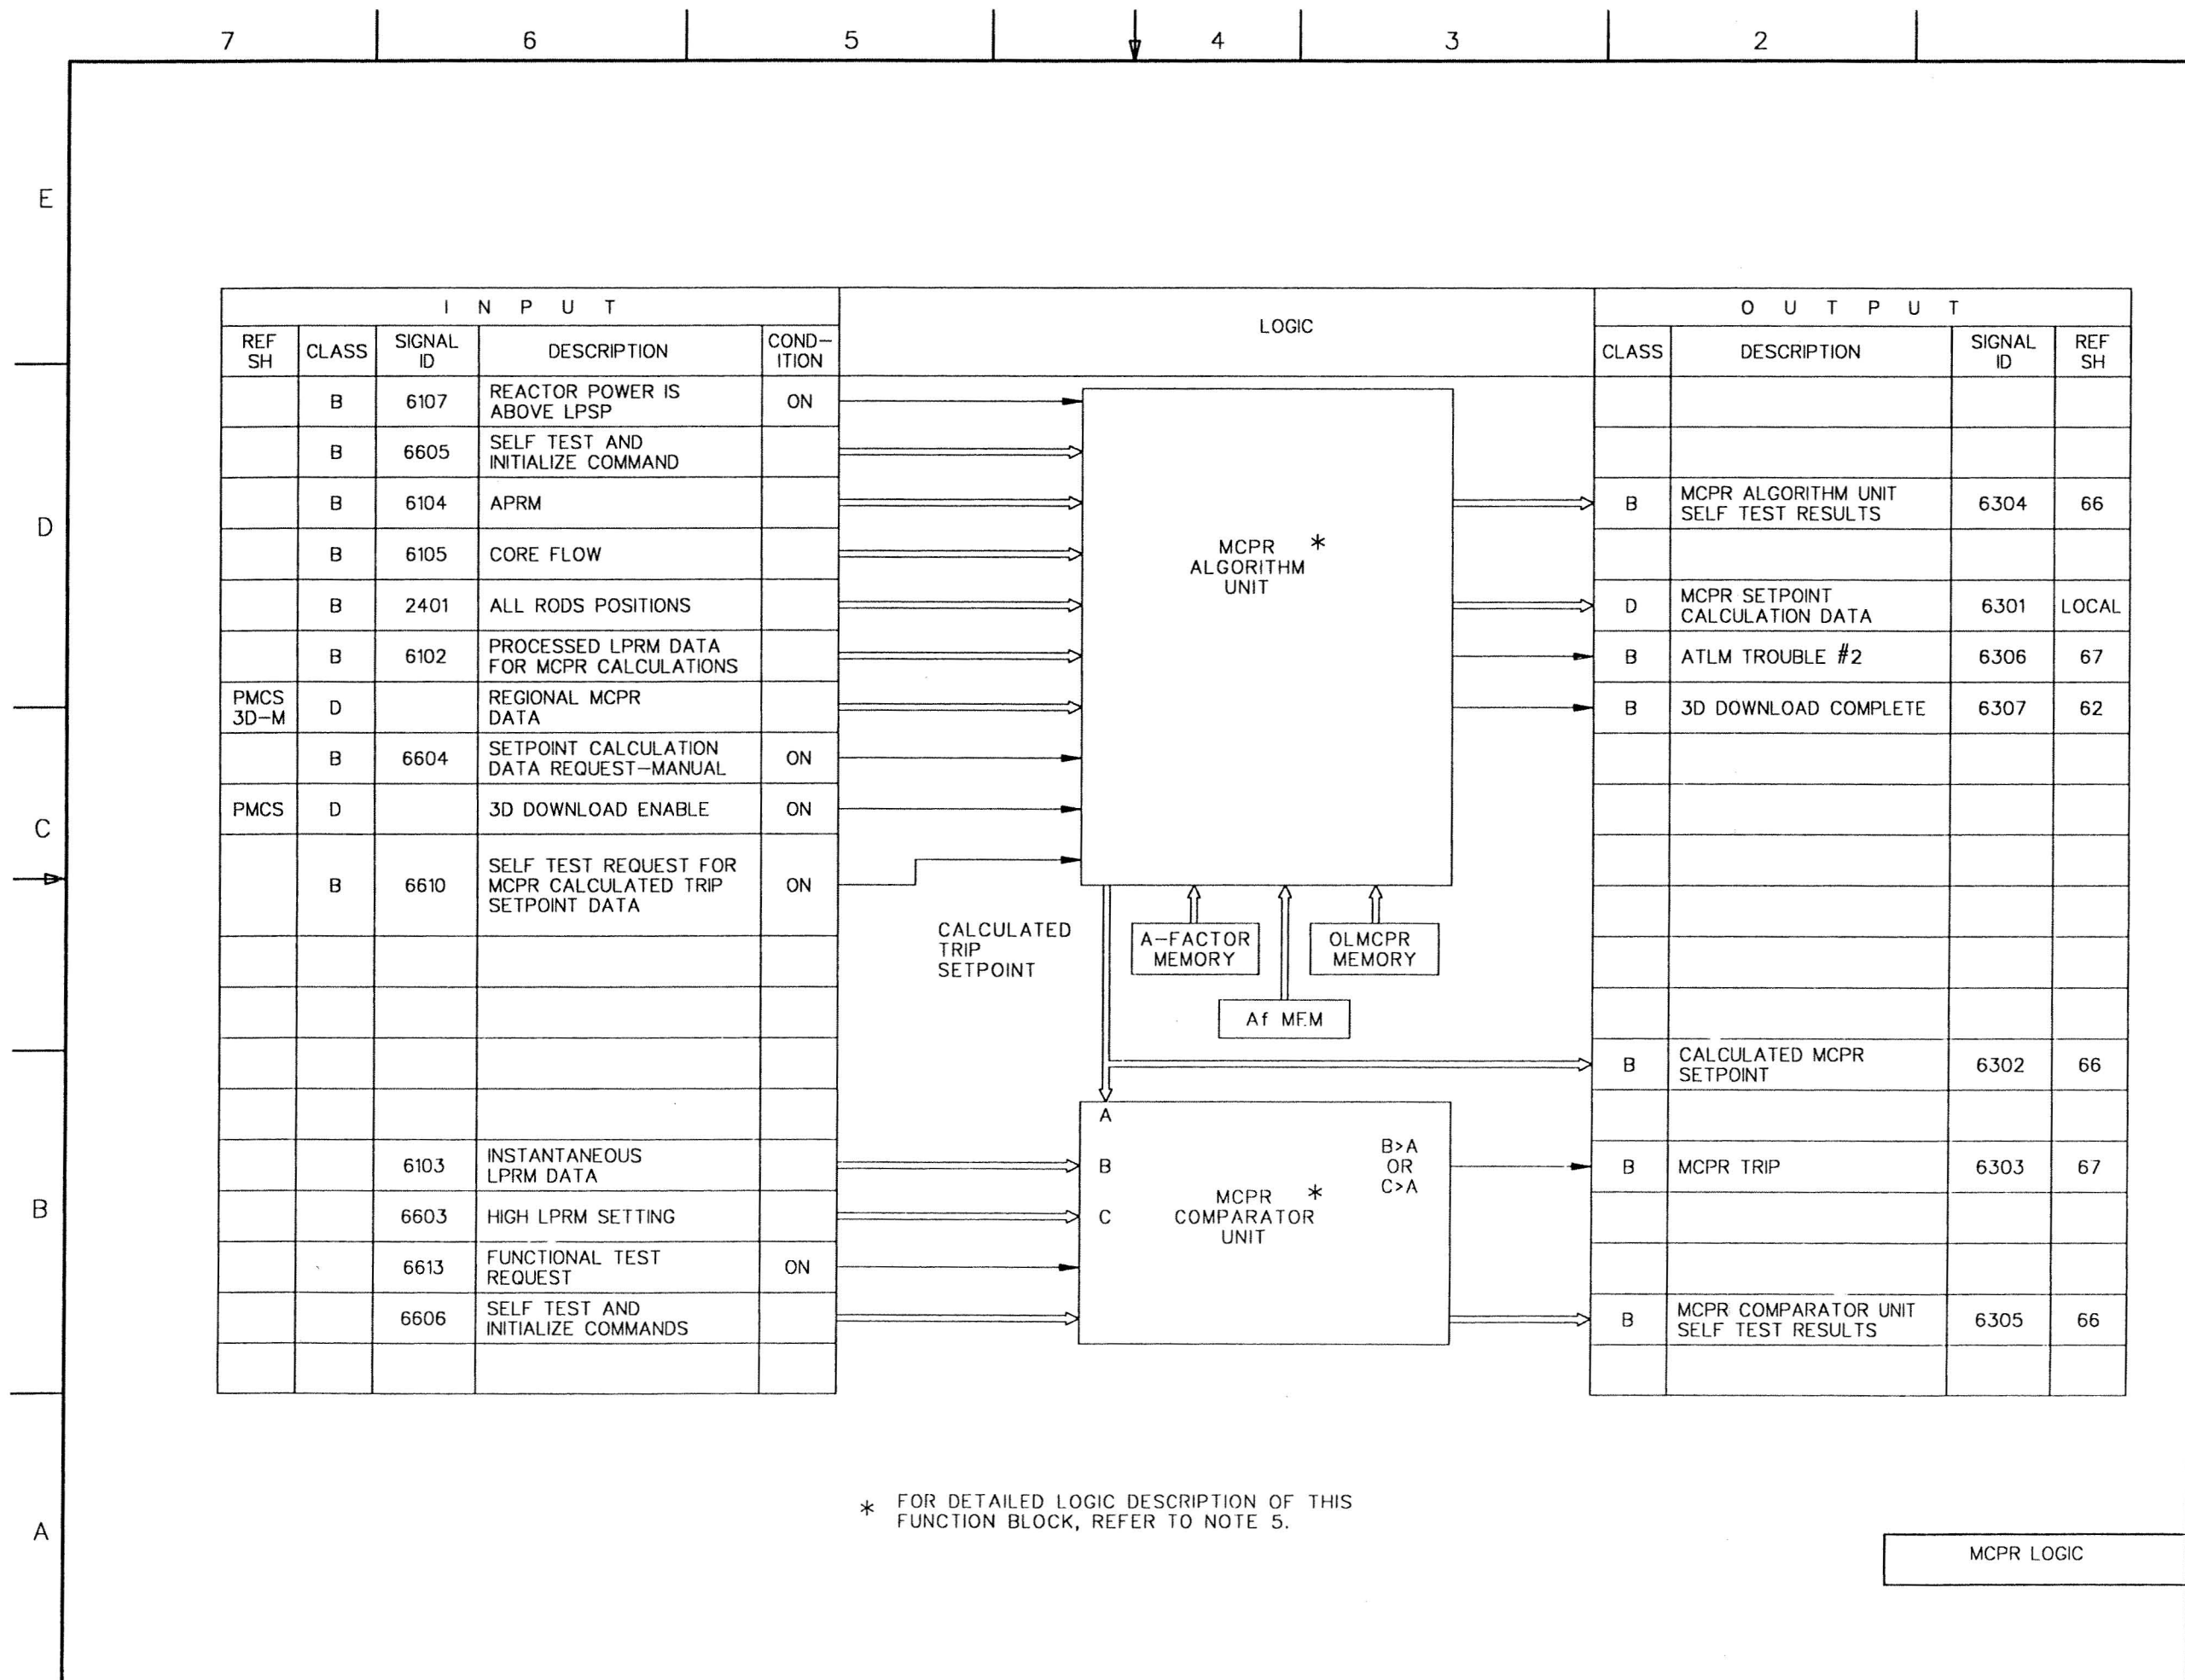 7 6 5 4 3 2
E
D
C
B
A
I N P U T
LOGIC
O U T P U T
REF SH
CLASS
SIGNAL ID
DESCRIPTION
COND-ITION
CLASS
DESCRIPTION
SIGNAL ID
REF SH
B 6107 REACTOR POWER IS
ABOVE LPSP
ON
B 6605 SELF TEST AND
INITIALIZE COMMAND
B 6104 APRM
B 6105 CORE FLOW
B 2401 ALL RODS POSITIONS
B 6102 PROCESSED LPRM DATA
FOR MCPR CALCULATIONS
PMCS
3D-M
D
REGIONAL MCPR
DATA
B 6604 SETPOINT CALCULATION
DATA REQUEST-MANUAL
ON
PMCS D 3D DOWNLOAD ENABLE ON
B 6610 SELF TEST REQUEST FOR
MCPR CALCULATED TRIP
SETPOINT DATA
ON
6103 INSTANTANEOUS
LPRM DATA
6603 HIGH LPRM SETTING
6613 FUNCTIONAL TEST
REQUEST
ON
6606 SELF TEST AND
INITIALIZE COMMANDS
MCPR *
ALGORITHM
UNIT
CALCULATED
TRIP
SETPOINT
A-FACTOR
MEMORY
OLMCPR
MEMORY
Af MEM
A
B
C
MCPR *
COMPARATOR
UNIT
B>A
OR
C>A
B MCPR ALGORITHM UNIT
SELF TEST RESULTS
6304 66
D MCPR SETPOINT
CALCULATION DATA
6301 LOCAL
B ATLM TROUBLE #2 6306 67
B 3D DOWNLOAD COMPLETE 6307 62
B CALCULATED MCPR
SETPOINT
6302 66
B MCPR TRIP 6303 67
B MCPR COMPARATOR UNIT
SELF TEST RESULTS
6305 66
* FOR DETAILED LOGIC DESCRIPTION OF THIS
FUNCTION BLOCK, REFER TO NOTE 5.
MCPR LOGIC